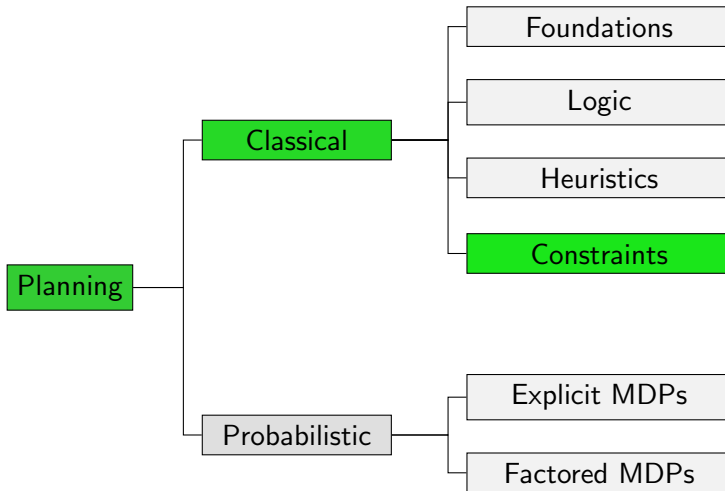 Planning
Classical
Foundations
Logic
Heuristics
Constraints
Probabilistic
Explicit MDPs
Factored MDPs